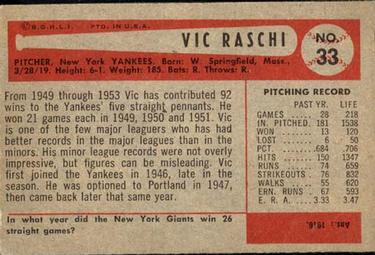 ©B.G.H.L.I. PTD. IN U.S.A.
VIC RASCHI
NO.
33
PITCHER, New York YANKEES. Born: W. Springfield, Mass.,
3/28/19. Height: 6-1. Weight: 185. Bats: R. Throws: R.
From 1949 through 1953 Vic has contributed 92
wins to the Yankees' five straight pennants. He
won 21 games each in 1949, 1950 and 1951. Vic
is one of the few major leaguers who has had
better records in the major leagues than in the
minors. His minor league records were not overly
impressive, but figures can be misleading. Vic
first joined the Yankees in 1946, late in the
season. He was optioned to Portland in 1947,
then came back later that same year.
PITCHING RECORD
PAST YR. LIFE
GAMES 28 218
IN. PITCHED 181 1538
WON 13 120
LOST 6 50
PCT. .684 .706
HITS 150 1347
RUNS 74 659
STRIKEOUTS 76 832
WALKS 55 620
ERN. RUNS 67 593
E. R. A. 3.33 3.47
In what year did the New York Giants win 26
straight games?
Ans.: 1916.